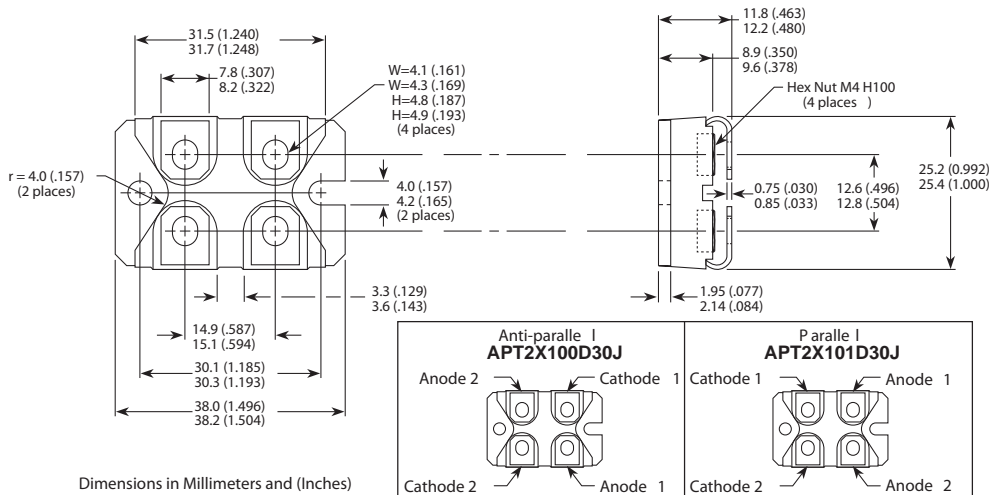 31.5 (1.240)
31.7 (1.248)
7.8 (.307)
8.2 (.322)
W=4.1 (.161)
W=4.3 (.169)
H=4.8 (.187)
H=4.9 (.193)
(4 places)
r = 4.0 (.157)
(2 places)
4.0 (.157)
4.2 (.165)
(2 places)
3.3 (.129)
3.6 (.143)
14.9 (.587)
15.1 (.594)
30.1 (1.185)
30.3 (1.193)
38.0 (1.496)
38.2 (1.504)
11.8 (.463)
12.2 (.480)
8.9 (.350)
9.6 (.378)
Hex Nut M4 H100
(4 places )
0.75 (.030)
0.85 (.033)
12.6 (.496)
12.8 (.504)
25.2 (0.992)
25.4 (1.000)
1.95 (.077)
2.14 (.084)
Anti-paralle l
APT2X100D30J
Anode 2
Cathode 1
Cathode 2
Anode 1
P aralle l
APT2X101D30J
Cathode 1
Anode 1
Cathode 2
Anode 2
Dimensions in Millimeters and (Inches)